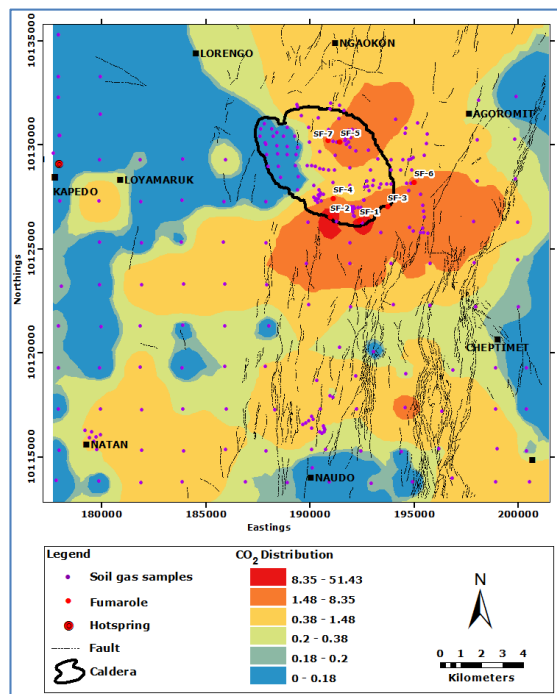 10135000
10130000
10125000
10120000
10115000
Northings
NGAOKON
LORENGO
AGOROMIT
SF-7
SF-5
KAPEDO
LOYAMARUK
SF-6
SF-4
SF-3
SF-2
SF-1
CHEPTIMET
NATAN
NAUDO
180000 185000 190000 195000 200000
Eastings
Legend
Soil gas samples
Fumarole
Hotspring
Fault
Caldera
CO2 Distribution
8.35 - 51.43
1.48 - 8.35
0.38 - 1.48
0.2 - 0.38
0.18 - 0.2
0 - 0.18
N
0 0.5 1 2 3 4
Kilometers